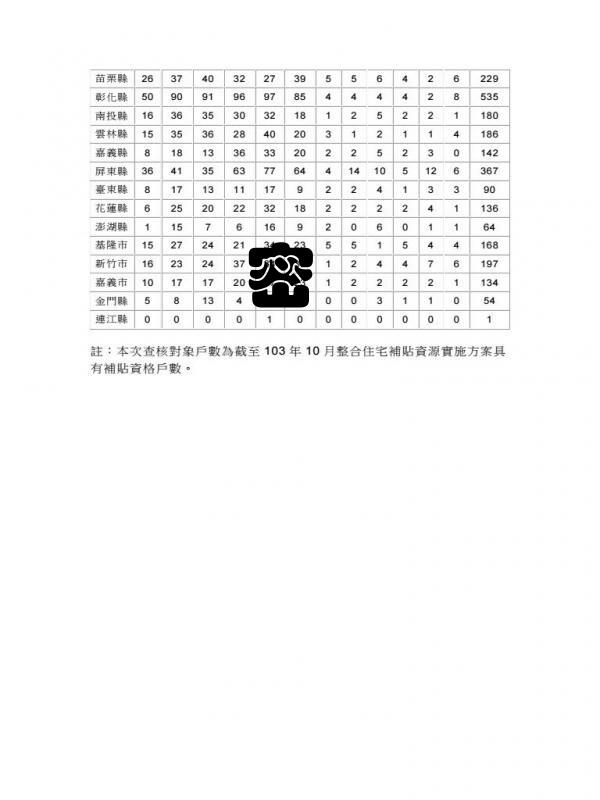 苗栗縣 26 37 40 32 27 39 5 5 6 4 2 6 229
彰化縣 50 90 91 96 97 85 4 4 4 4 2 8 535
南投縣 16 36 35 30 32 18 1 2 5 2 2 1 180
雲林縣 15 35 36 28 40 20 3 1 2 1 1 4 186
嘉義縣 8 18 13 36 33 20 2 2 5 2 3 0 142
屏東縣 36 41 35 63 77 64 4 14 10 5 12 6 367
臺東縣 8 17 13 11 17 9 2 2 4 1 3 3 90
花蓮縣 6 25 20 22 32 18 2 2 2 2 4 1 136
澎湖縣 1 15 7 6 16 9 2 0 6 0 1 1 64
基隆市 15 27 24 21 34 23 5 5 1 5 4 4 168
新竹市 16 23 24 37 1 2 4 4 7 6 197
嘉義市 10 17 17 20 1 2 2 2 2 1 134
金門縣 5 8 13 4 0 0 3 1 1 0 54
連江縣 0 0 0 0 1 0 0 0 0 0 0 0 1
註：本次查核對象戶數為截至 103 年 10 月整合住宅補貼資源實施方案具
有補貼資格戶數。